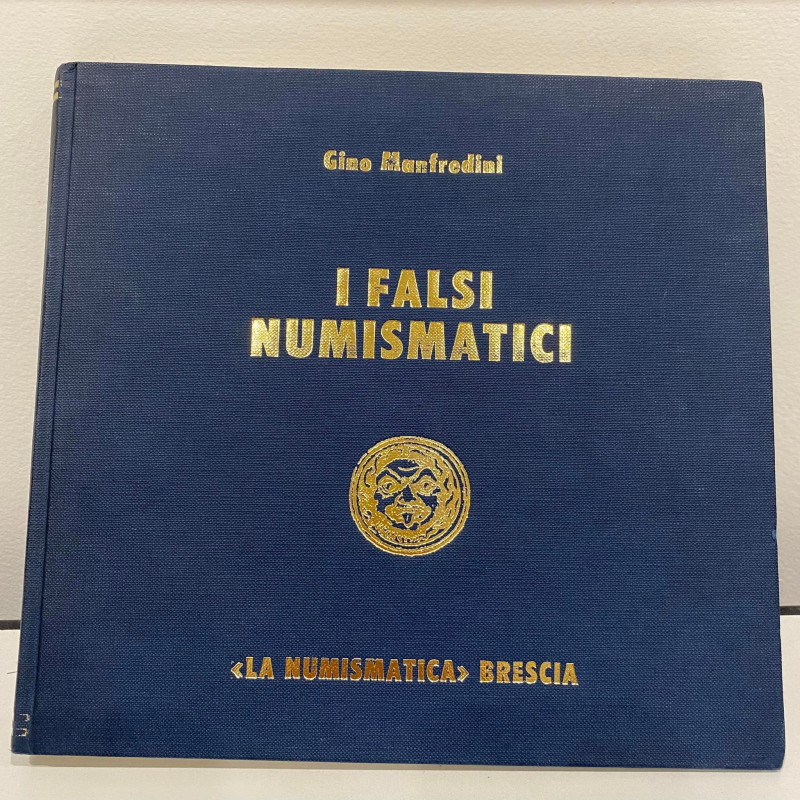 Gino Manfredini
I FALSI
NUMISMATICI
«LA NUMISMATICA» BRESCIA